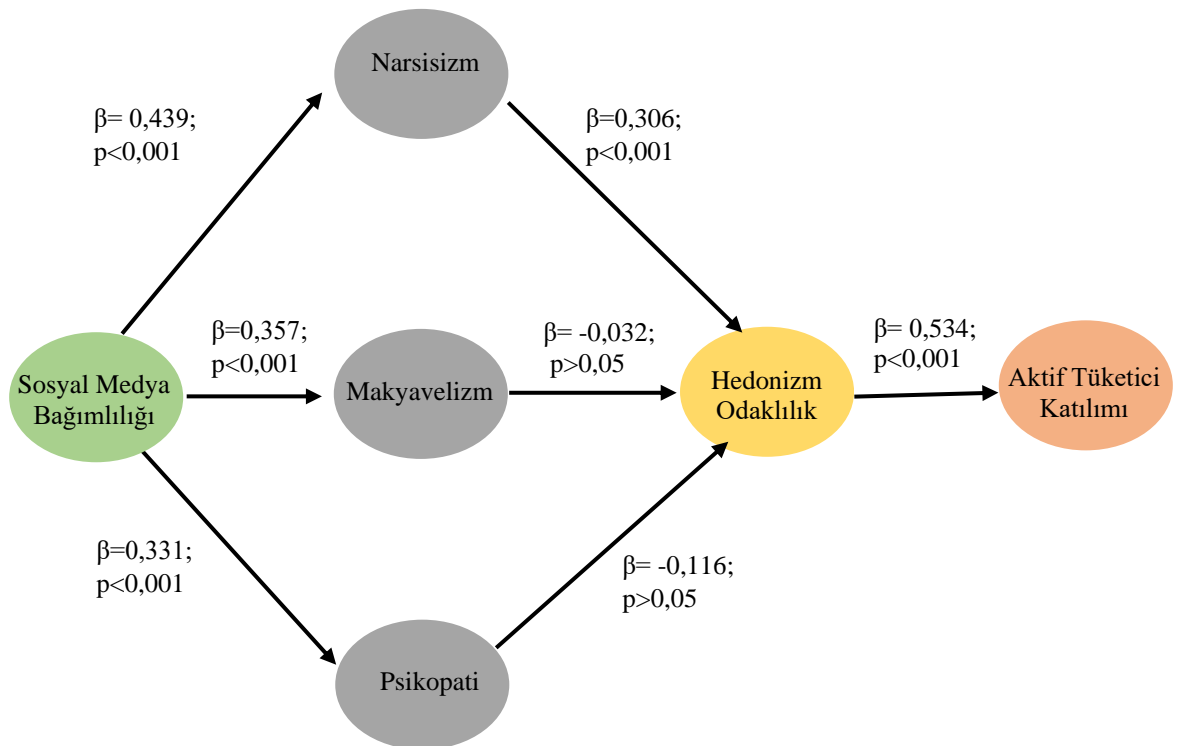 Narsisizm
β= 0,439;
p<0,001
β=0,306;
p<0,001
Sosyal Medya
Bağımlılığı
β=0,357;
p<0,001
Makyavelizm
β= -0,032;
p>0,05
Hedonizm
Odaklılık
β= 0,534;
p<0,001
Aktif Tüketici
Katılımı
β=0,331;
p<0,001
β= -0,116;
p>0,05
Psikopati